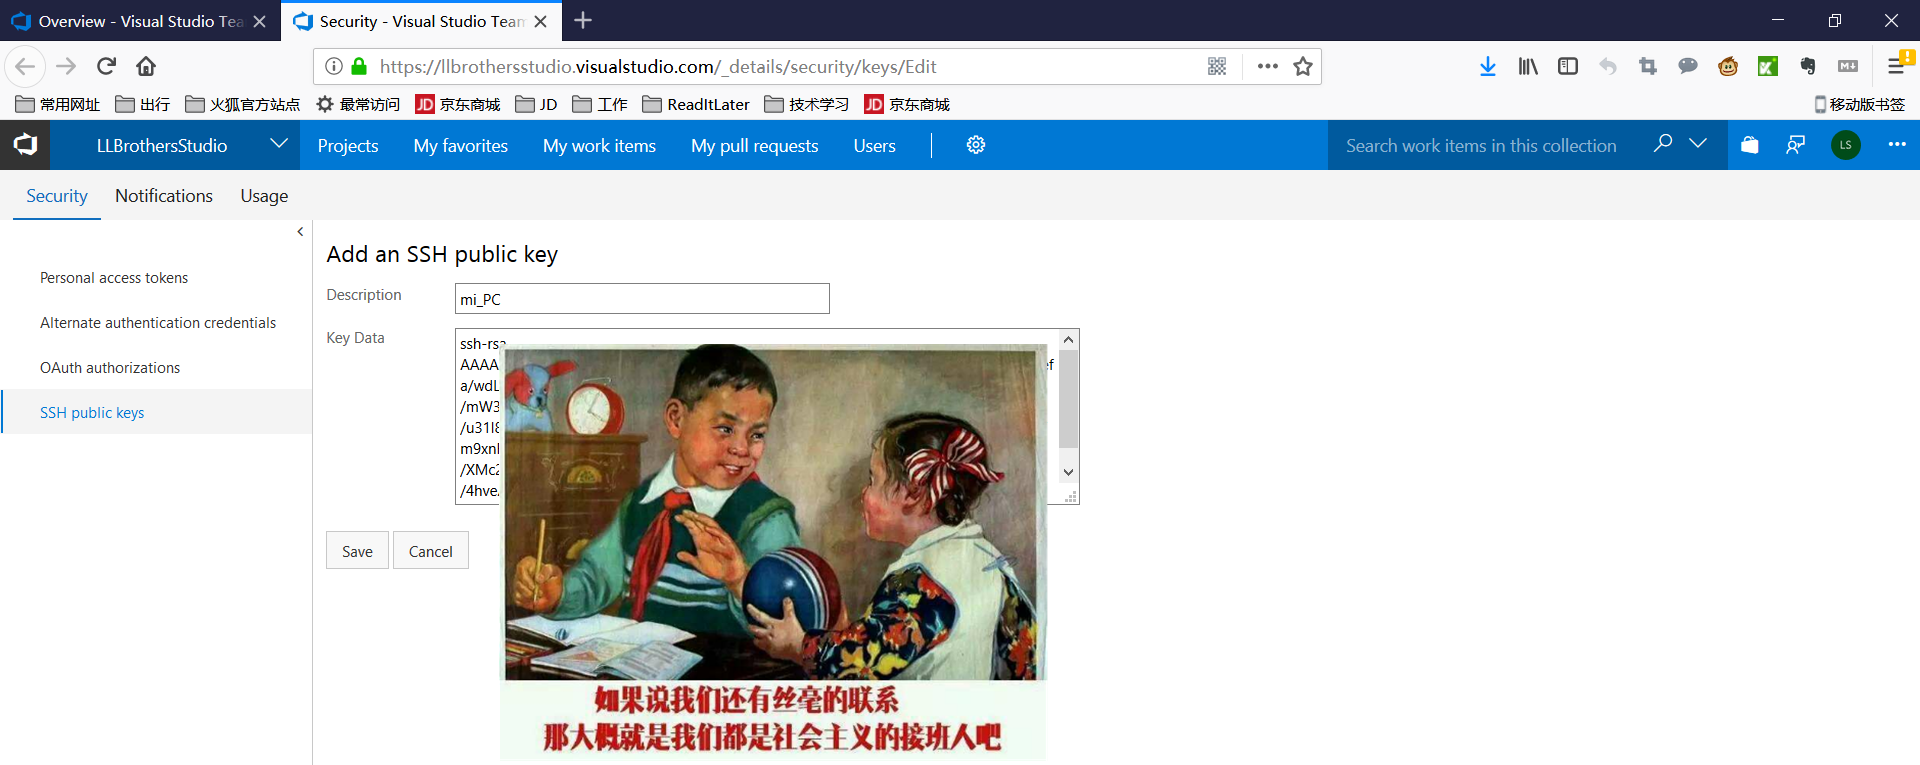 Overview - Visual Studio Tea
Security - Visual Studio Team
https://llbrothersstudio.visualstudio.com/_details/security/keys/Edit
常用网址 出行 火狐官方站点 最常访问 JD 京东商城 JD 工作 ReadItLater 技术学习 JD 京东商城 移动版书签
LLBrothersStudio Projects My favorites My work items My pull requests Users Search work items in this collection LS
Security Notifications Usage
Personal access tokens
Alternate authentication credentials
OAuth authorizations
SSH public keys
Add an SSH public key
Description mi_PC
Key Data
ssh-rsa
AAAA
a/wdL
/mW3
/u31l8
m9xnl
/XMc2
/4hve
Save Cancel
如果说我们还有丝毫的联系
那大概就是我们都是社会主义的接班人吧